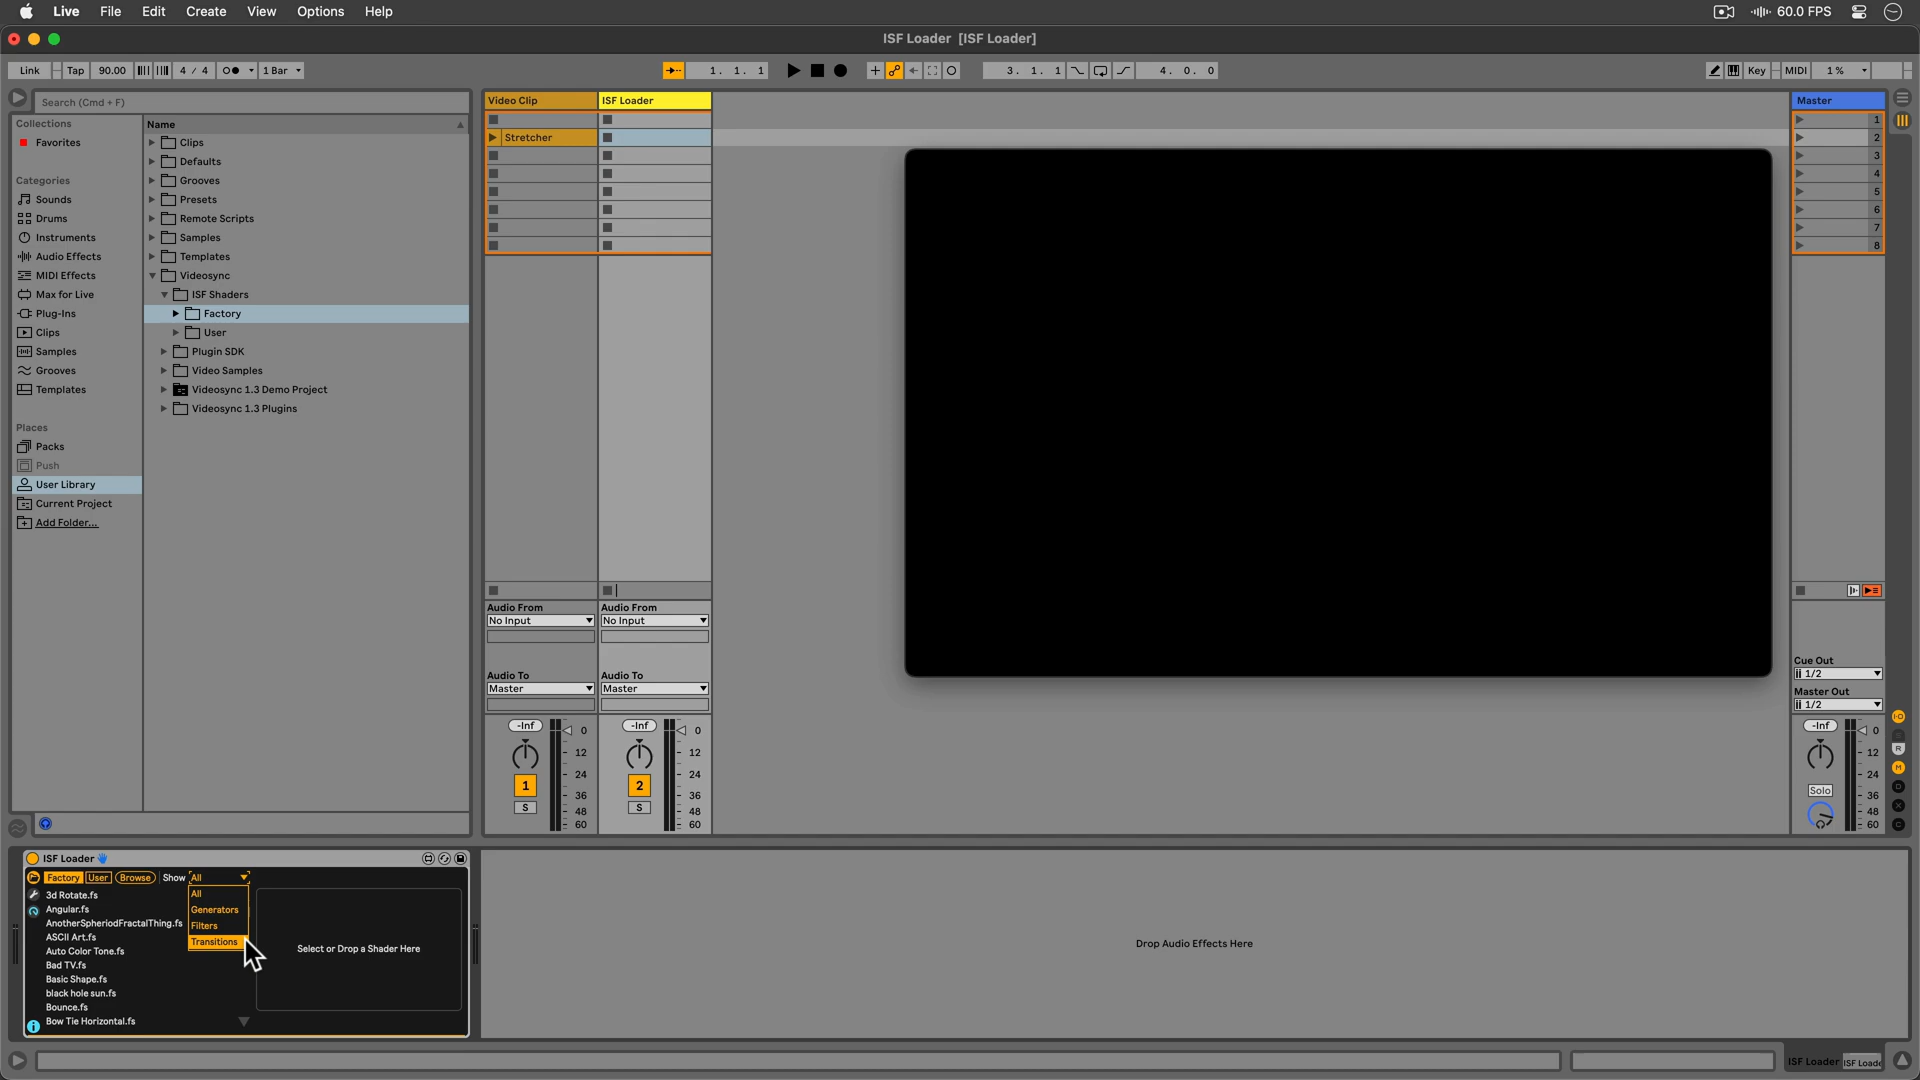 Live File Edit Create View Options Help 60.0 FPS
ISF Loader [ISF Loader]
Link Tap 90.00 4 / 4 1 Bar 1. 1. 1 3. 1. 1 4. 0. 0 Key MIDI 1 %
Search (Cmd + F)
Collections
Favorites
Categories
Sounds
Drums
Instruments
Audio Effects
MIDI Effects
Max for Live
Plug-Ins
Clips
Samples
Grooves
Templates
Places
Packs
Push
User Library
Current Project
Add Folder...
Name
Clips
Defaults
Grooves
Presets
Remote Scripts
Samples
Templates
Videosync
ISF Shaders
Factory
User
Plugin SDK
Video Samples
Videosync 1.3 Demo Project
Videosync 1.3 Plugins
Video Clip
Stretcher
Audio From
No Input
Audio To
Master
-Inf
0
12
24
36
48
60
1
S
ISF Loader
Audio From
No Input
Audio To
Master
-Inf
0
12
24
36
48
60
2
S
Master
1
2
3
4
5
6
7
8
Cue Out
1/2
Master Out
1/2
-Inf
0
12
24
36
48
60
Solo
R
M
D
X
C
ISF Loader
Factory User Browse Show All
3d Rotate.fs
Angular.fs
AnotherSpheriodFractalThing.fs
ASCII Art.fs
Auto Color Tone.fs
Bad TV.fs
Basic Shape.fs
black hole sun.fs
Bounce.fs
Bow Tie Horizontal.fs
All
Generators
Filters
Transitions
Select or Drop a Shader Here
Drop Audio Effects Here
ISF Loader